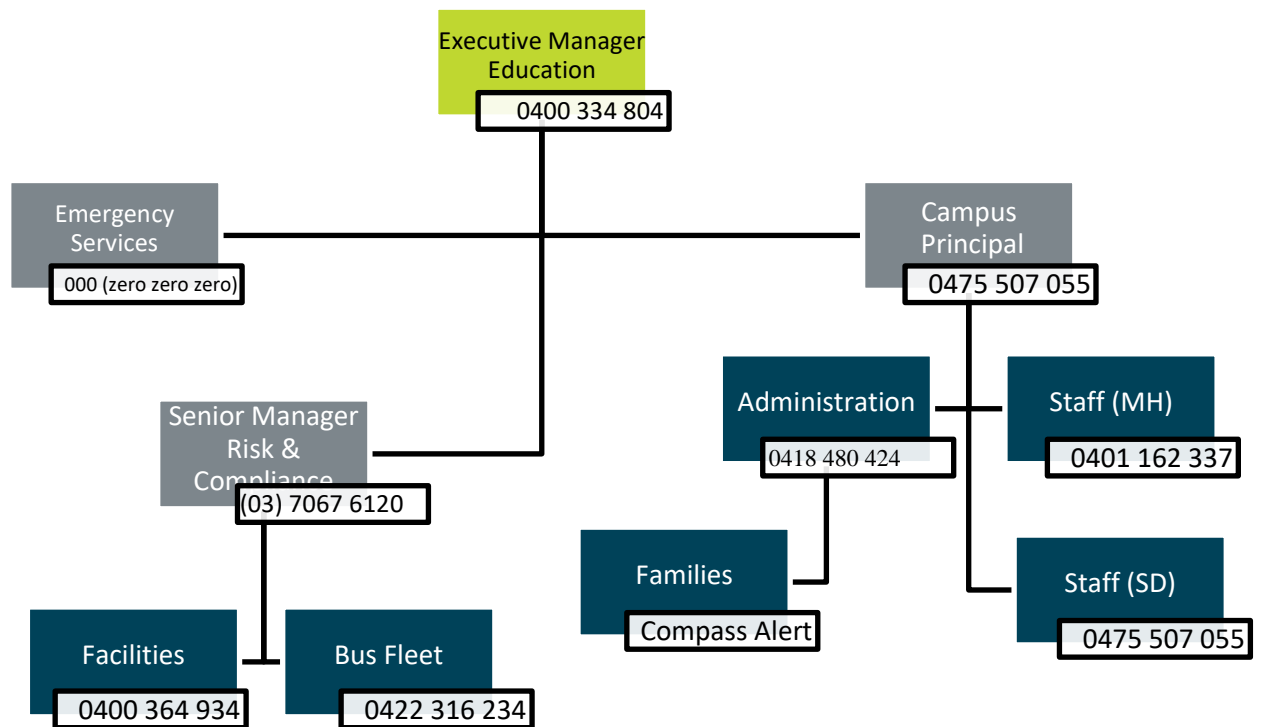 Executive Manager
Education
0400 334 804
Emergency
Services
000 (zero zero zero)
Campus
Principal
0475 507 055
Administration
0418 480 424
Staff (MH)
0401 162 337
Senior Manager
Risk &
Compliance
(03) 7067 6120
Families
Compass Alert
Staff (SD)
0475 507 055
Facilities
0400 364 934
Bus Fleet
0422 316 234